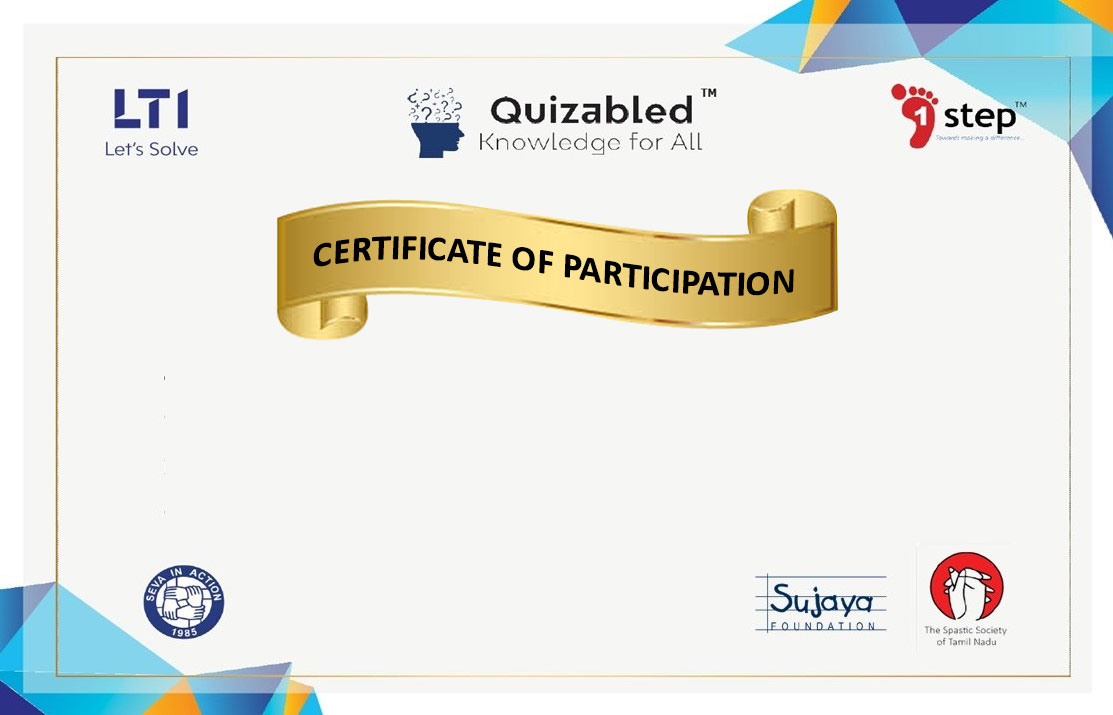 LTI
Let's Solve
Quizabled™
Knowledge for All
1 step™
Towards making a difference...
CERTIFICATE OF PARTICIPATION
SEVA IN ACTION
1985
Sujaya
FOUNDATION
The Spastic Society
of Tamil Nadu